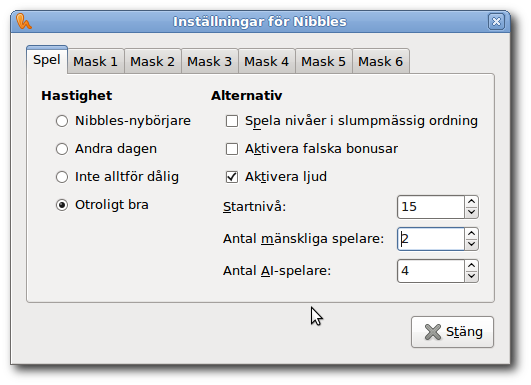 Inställningar för Nibbles
Spel Mask 1 Mask 2 Mask 3 Mask 4 Mask 5 Mask 6
Hastighet
Nibbles-nybörjare
Andra dagen
Inte alltför dålig
Otroligt bra
Alternativ
Spela nivåer i slumpmässig ordning
Aktivera falska bonusar
Aktivera ljud
Startnivå: 15
Antal mänskliga spelare: 2
Antal AI-spelare: 4
Stäng